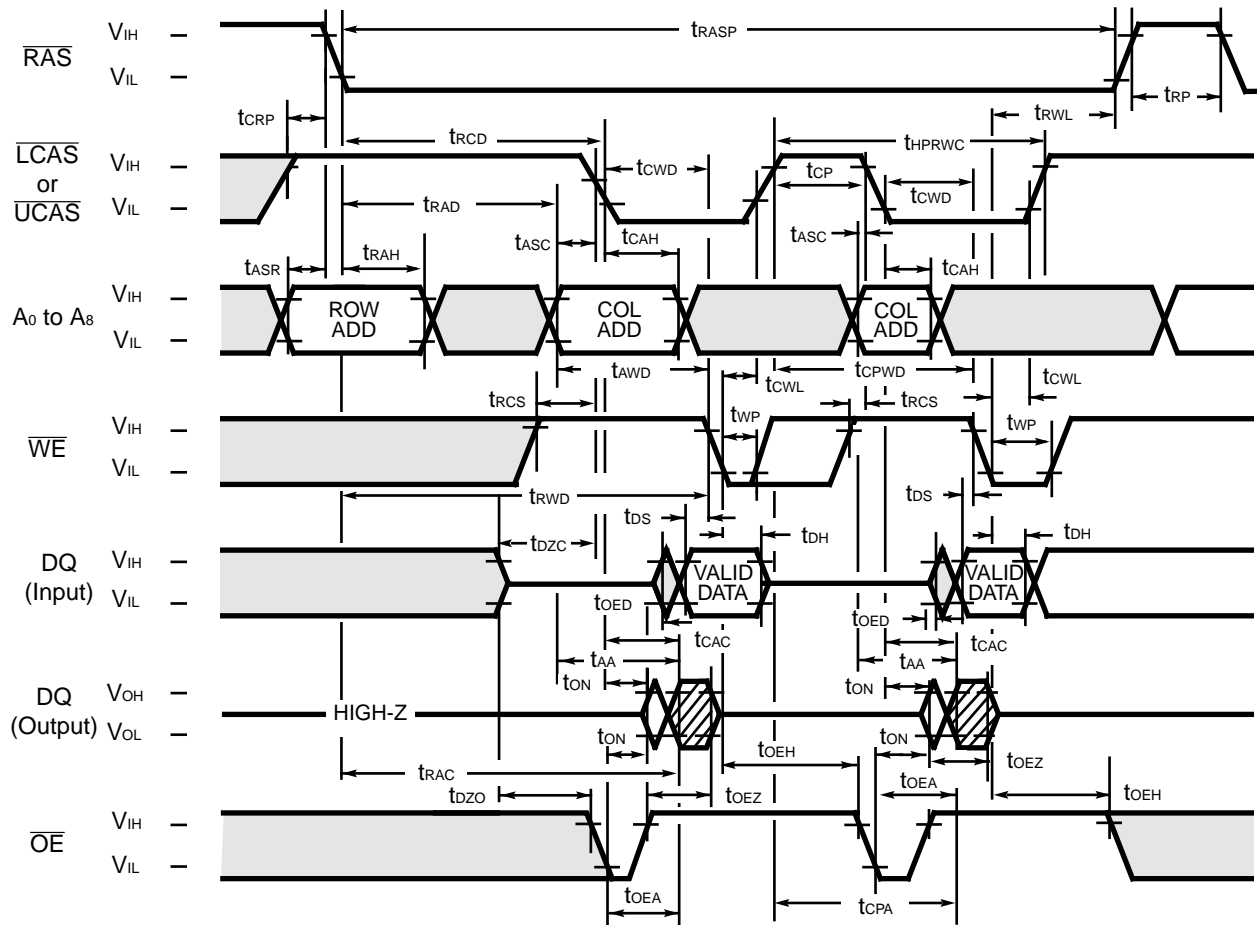 RAS
VIH
VIL
tRASP
tRP
tCRP
tRWL
LCAS
or
UCAS
VIH
VIL
tRCD
tHPRWC
tCWD
tCP
tCWD
tRAD
tASC
tCAH
tASC
tCAH
tASR
tRAH
A0 to A8
VIH
VIL
ROW
ADD
COL
ADD
COL
ADD
tAWD
tCWL
tCPWD
tCWL
tRCS
tRCS
WE
VIH
VIL
tWP
tWP
tRWD
tDS
tDS
tDZC
tDH
tDH
DQ
(Input)
VIH
VIL
VALID
DATA
VALID
DATA
tOED
tOED
tCAC
tCAC
tAA
tAA
tON
tON
DQ
(Output)
VOH
VOL
HIGH-Z
tON
tON
tRAC
tOEH
tOEZ
tDZO
tOEZ
tOEA
tOEH
OE
VIH
VIL
tOEA
tCPA